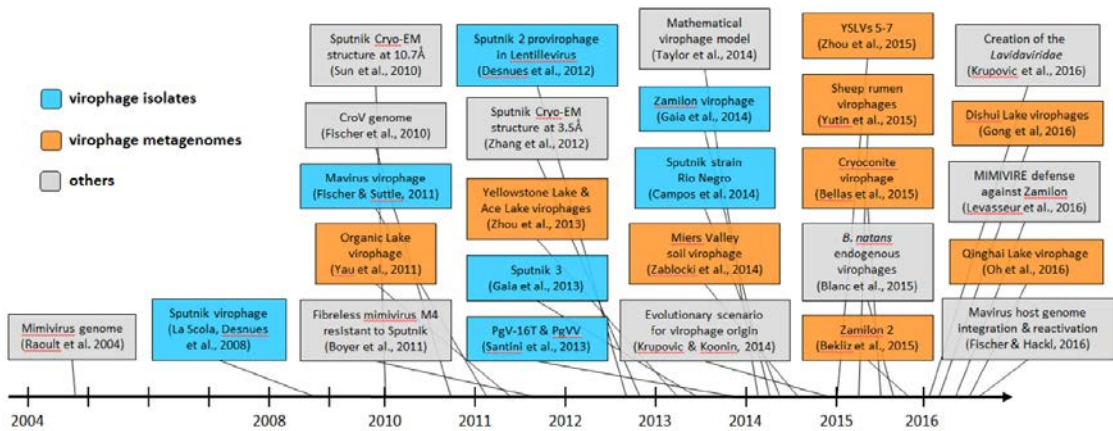 virophage isolates
virophage metagenomes
others
Mimivirus genome
(Raoult et al. 2004)
Sputnik virophage
(La Scola, Desnues
et al., 2008)
Sputnik Cryo-EM
structure at 10.7Å
(Sun et al., 2010)
CroV genome
(Fischer et al., 2010)
Mavirus virophage
(Fischer & Suttle, 2011)
Organic Lake
virophage
(Yau et al., 2011)
Fibreless mimivirus M4
resistant to Sputnik
(Boyer et al., 2011)
Sputnik 2 provirophage
in Lentillevirus
(Desnues et al., 2012)
Sputnik Cryo-EM
structure at 3.5Å
(Zhang et al., 2012)
Yellowstone Lake &
Ace Lake virophages
(Zhou et al., 2013)
Sputnik 3
(Gaia et al., 2013)
PgV-16T & PgVV
(Santini et al., 2013)
Mathematical
virophage model
(Taylor et al., 2014)
Zamilon virophage
(Gaia et al., 2014)
Sputnik strain
Rio Negro
(Campos et al., 2014)
Miers Valley
soil virophage
(Zablocki et al., 2014)
Evolutionary scenario
for virophage origin
(Krupovic & Koonin, 2014)
YSLVs 5-7
(Zhou et al., 2015)
Sheep rumen
virophages
(Yutin et al., 2015)
Cryoconite
virophage
(Bellas et al., 2015)
B. natans
endogenous
virophages
(Blanc et al., 2015)
Zamilon 2
(Bekliz et al., 2015)
Creation of the
Lavidaviridae
(Krupovic et al., 2016)
Dishui Lake virophages
(Gong et al, 2016)
MIMIVIRE defense
against Zamilon
(Levasseur et al., 2016)
Qinghai Lake virophage
(Oh et al., 2016)
Mavirus host genome
integration & reactivation
(Fischer & Hackl, 2016)
2004
2008
2010
2011
2012
2013
2014
2015
2016